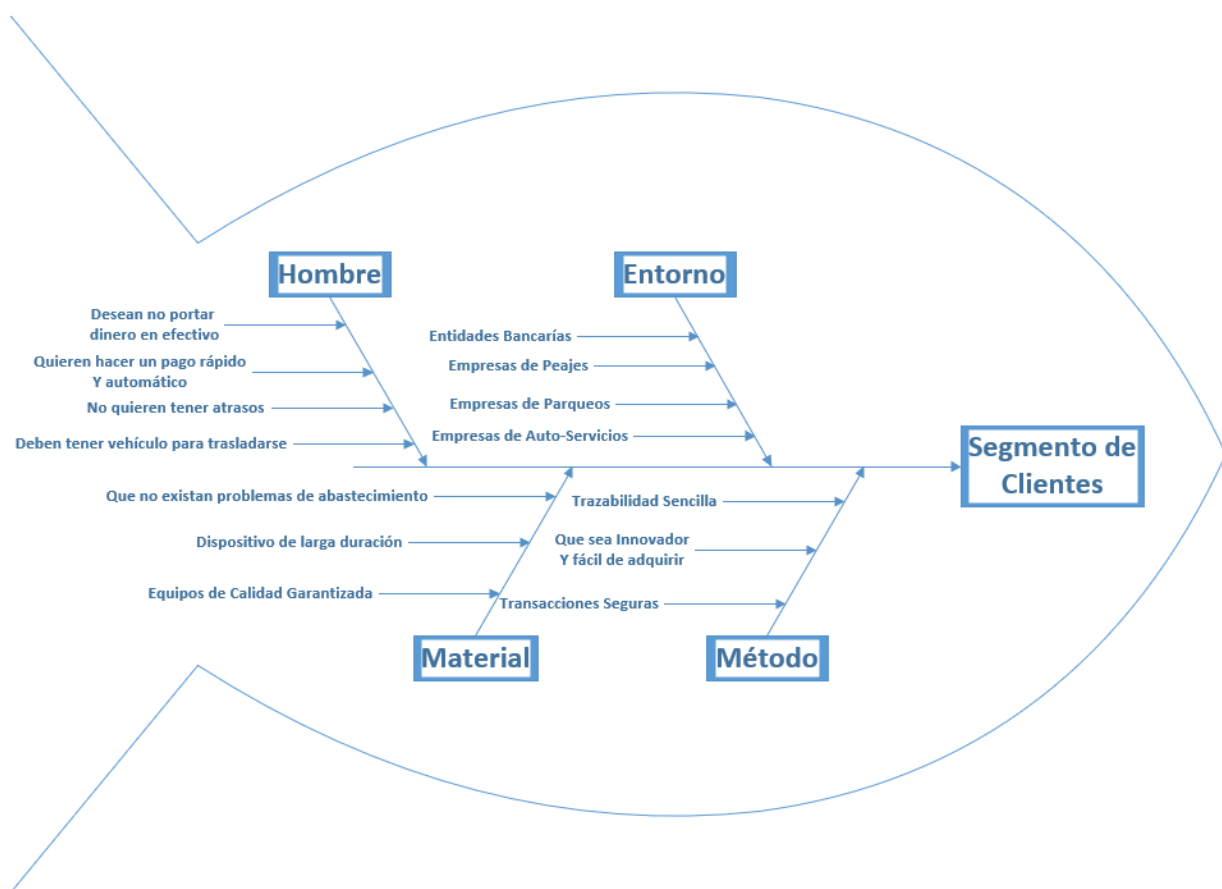 Hombre
Entorno
Desean no portar
dinero en efectivo
Quieren hacer un pago rápido
Y automático
No quieren tener atrasos
Deben tener vehículo para trasladarse
Entidades Bancarías
Empresas de Peajes
Empresas de Parqueos
Empresas de Auto-Servicios
Segmento de
Clientes
Que no existan problemas de abastecimiento
Dispositivo de larga duración
Equipos de Calidad Garantizada
Trazabilidad Sencilla
Que sea Innovador
Y fácil de adquirir
Transacciones Seguras
Material
Método